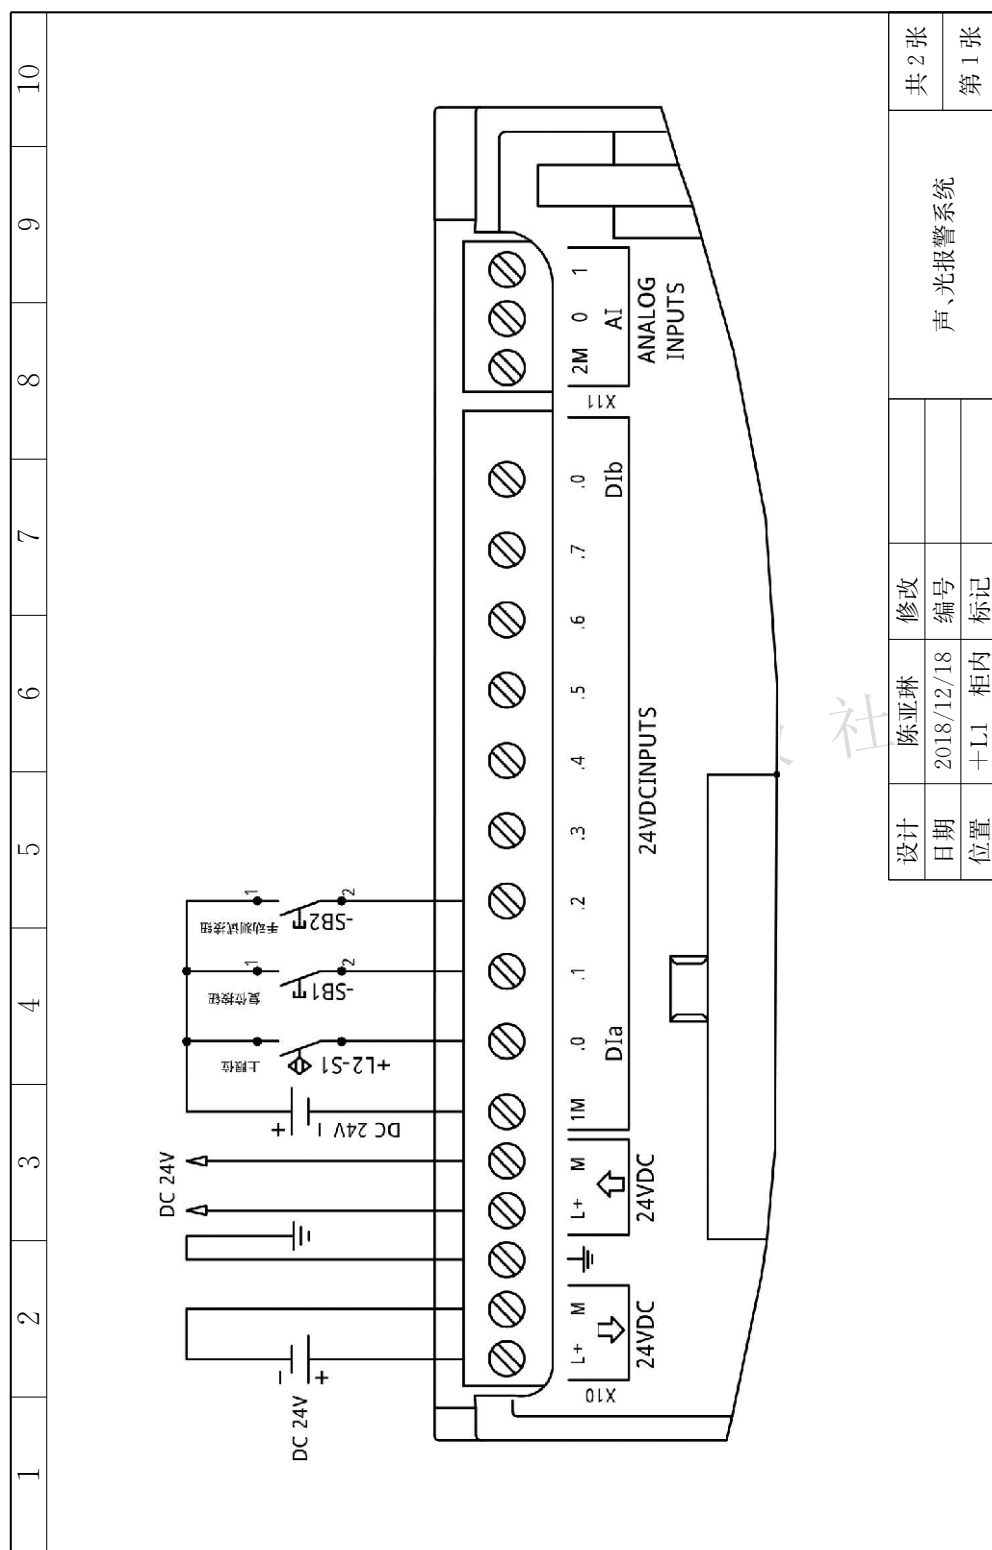 1 2 3 4 5 6 7 8 9 10
DC 24V
- +
DC 24V
+ - DC 24V
上限位
+L2-S1
复位按钮
1
-SB1
2
手动测试按钮
1
-SB2
2
L+ M L+ M 1M .0 .1 .2 .3 .4 .5 .6 .7 .0 2M 0 1
DIa DIb AI
X10 24VDC 24VDC 24VDCINPUTS X11 ANALOG
INPUTS
社
设计 陈亚琳 修改 声、光报警系统 共 2 张
日期 2018/12/18 编号
位置 +L1 柜内 标记 第 1 张